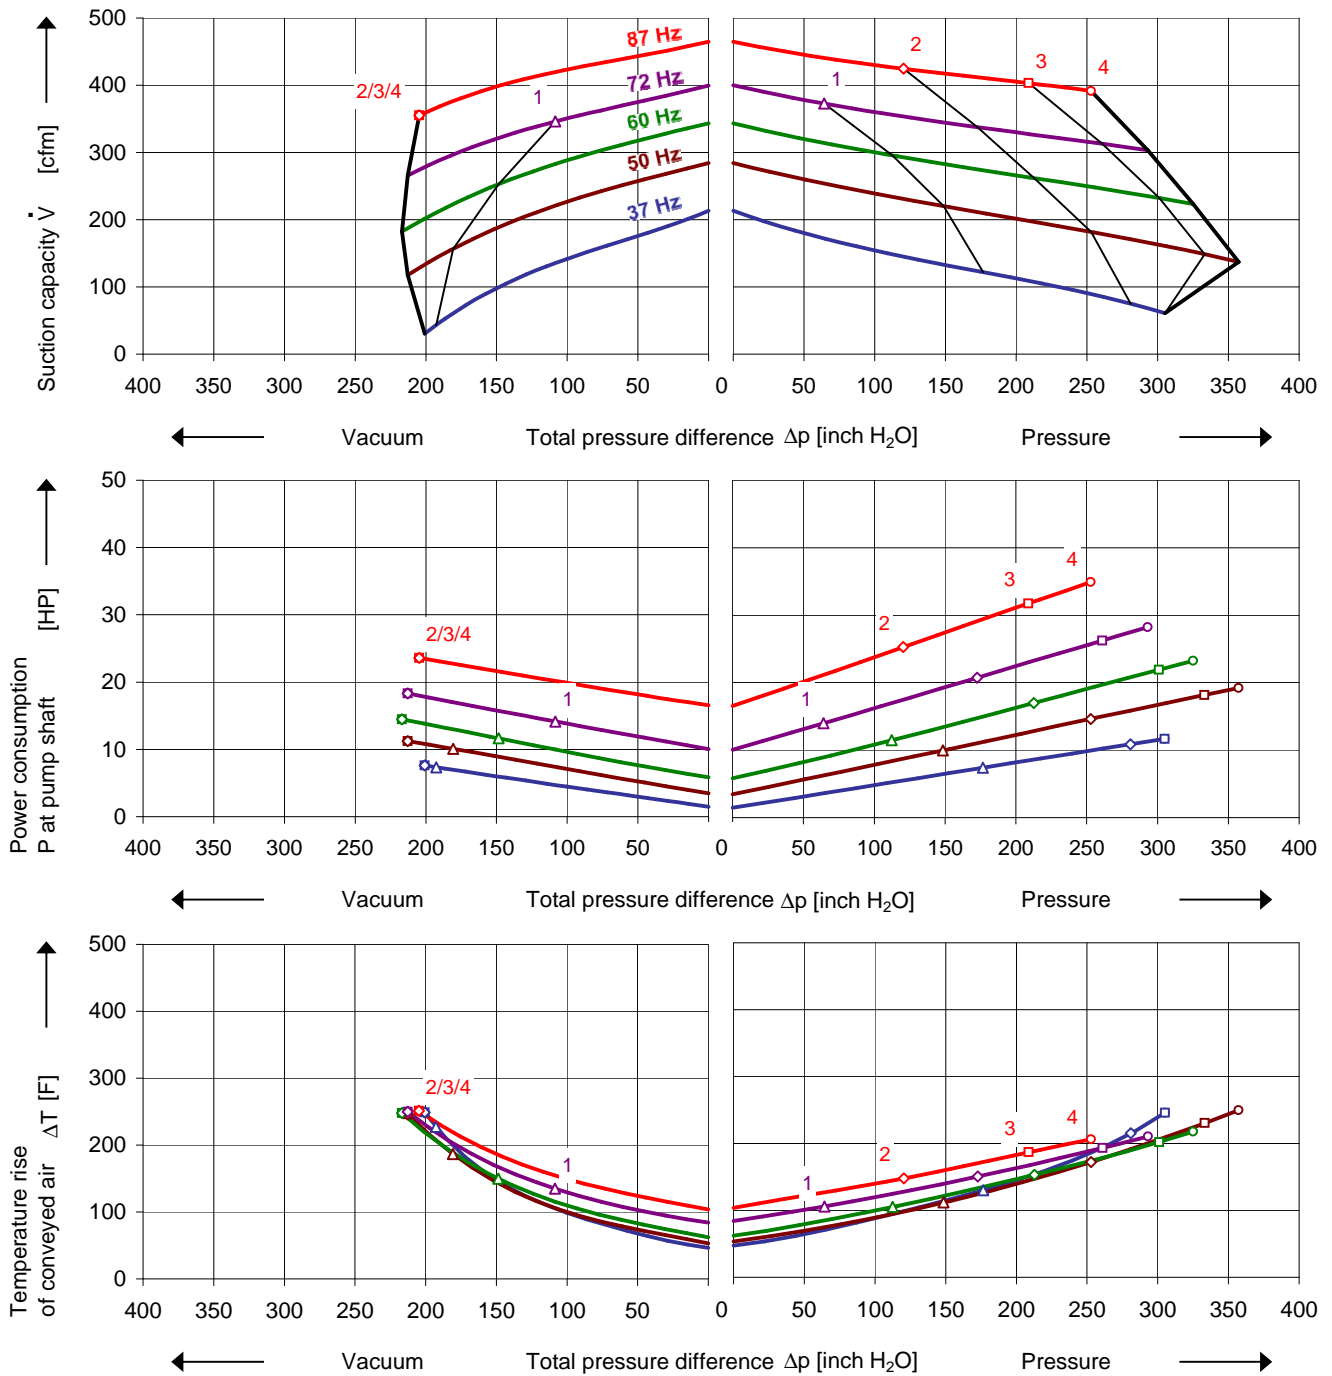 500
400
300
200
100
0
Suction capacity V̇ [cfm]
87 Hz
72 Hz
60 Hz
50 Hz
37 Hz
2/3/4
1
1
2
3
4
400 350 300 250 200 150 100 50 0 50 100 150 200 250 300 350 400
Vacuum Total pressure difference Δp [inch H₂O] Pressure
50
40
30
20
10
0
Power consumption
P at pump shaft [HP]
2/3/4
1
1
2
3
4
400 350 300 250 200 150 100 50 0 50 100 150 200 250 300 350 400
Vacuum Total pressure difference Δp [inch H₂O] Pressure
500
400
300
200
100
0
Temperature rise
of conveyed air ΔT [F]
2/3/4
1
1
2
3
4
400 350 300 250 200 150 100 50 0 50 100 150 200 250 300 350 400
Vacuum Total pressure difference Δp [inch H₂O] Pressure